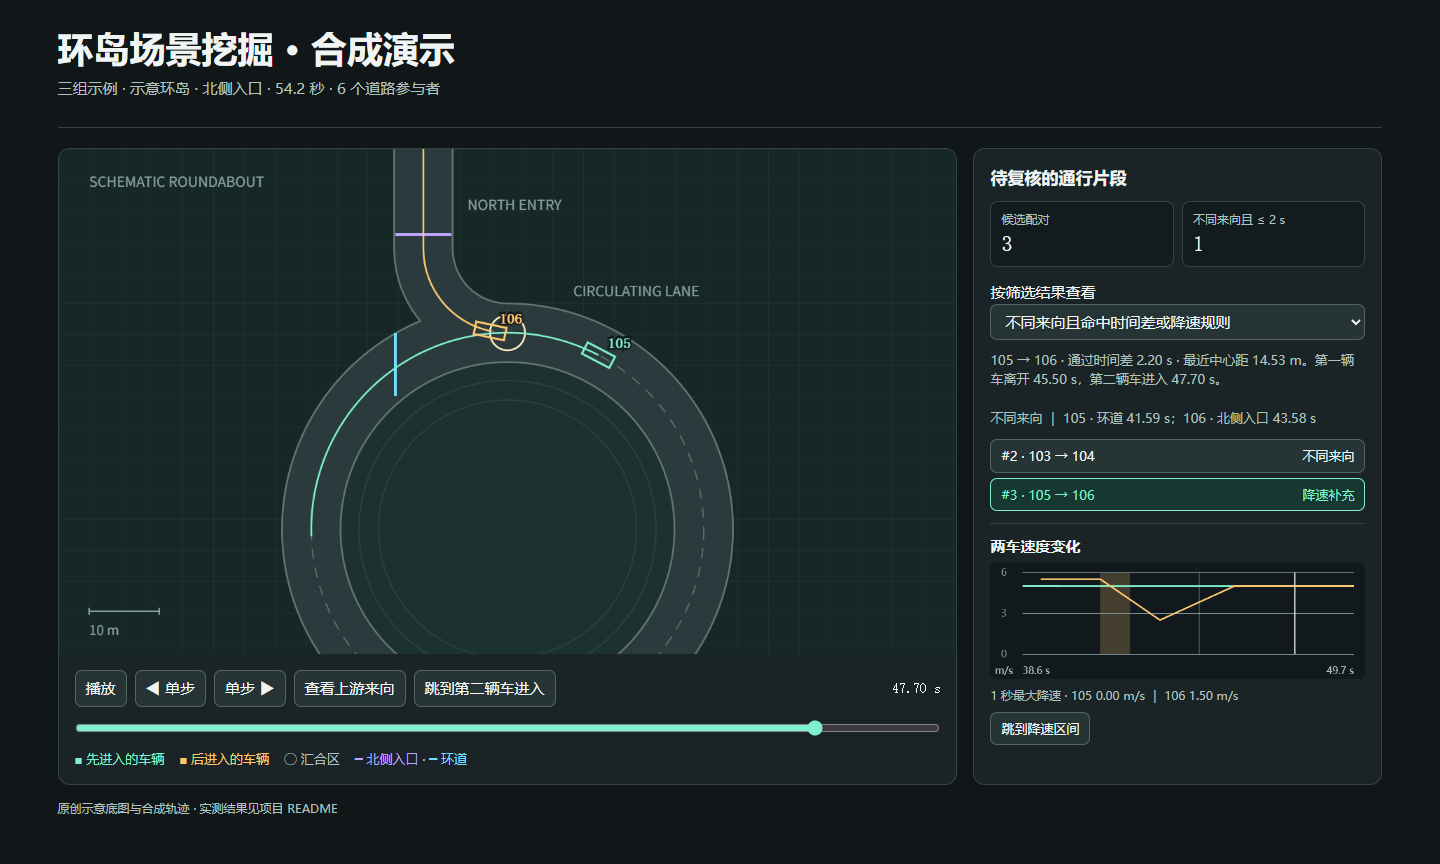 环岛场景挖掘 · 合成演示
三组示例 · 示意环岛 · 北侧入口 · 54.2 秒 · 6 个道路参与者
SCHEMATIC ROUNDABOUT
NORTH ENTRY
CIRCULATING LANE
106
105
10 m
播放
◀ 单步
单步 ▶
查看上游来向
跳到第二辆车进入
47.70 s
先进入的车辆
后进入的车辆
汇合区
北侧入口 · 环道
待复核的通行片段
候选配对
3
不同来向且 ≤ 2 s
1
按筛选结果查看
不同来向且命中时间差或降速规则
105 → 106 · 通过时间差 2.20 s · 最近中心距 14.53 m。第一辆
车离开 45.50 s，第二辆车进入 47.70 s。
不同来向 ｜ 105 · 环道 41.59 s；106 · 北侧入口 43.58 s
#2 · 103 → 104 不同来向
#3 · 105 → 106 降速补充
两车速度变化
6
3
0
m/s 38.6 s 49.7 s
1 秒最大降速 · 105 0.00 m/s ｜ 106 1.50 m/s
跳到降速区间
原创示意底图与合成轨迹 · 实测结果见项目 README